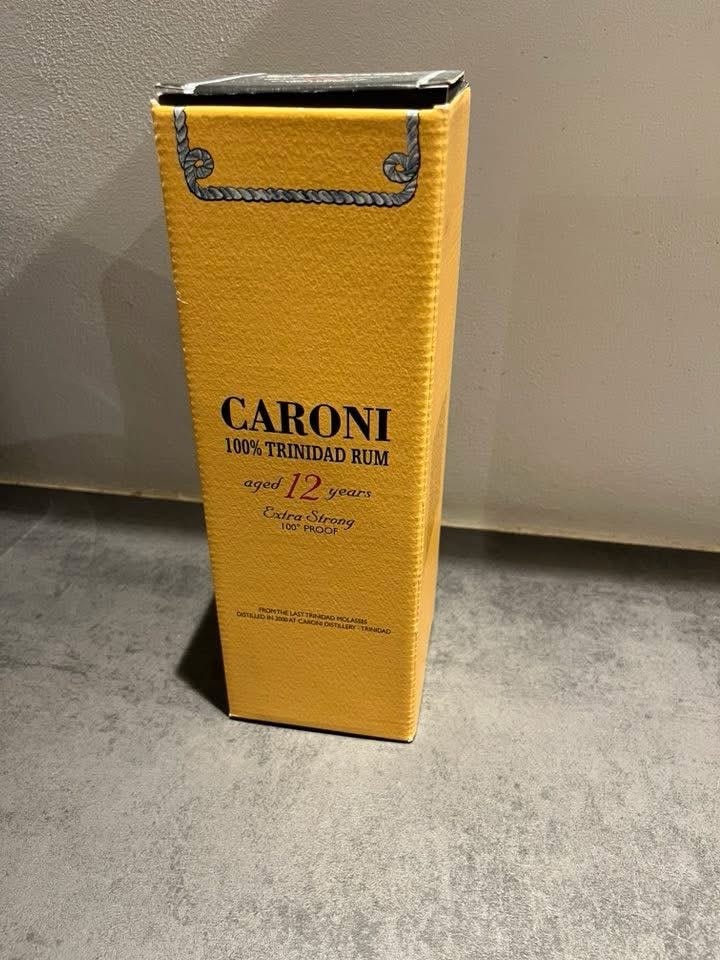 CARONI
100% TRINIDAD RUM
aged 12 years
Extra Strong
100° PROOF
FROM THE LAST TRINIDAD MOLASSES
DISTILLED IN 2000 AT CARONI DISTILLERY - TRINIDAD